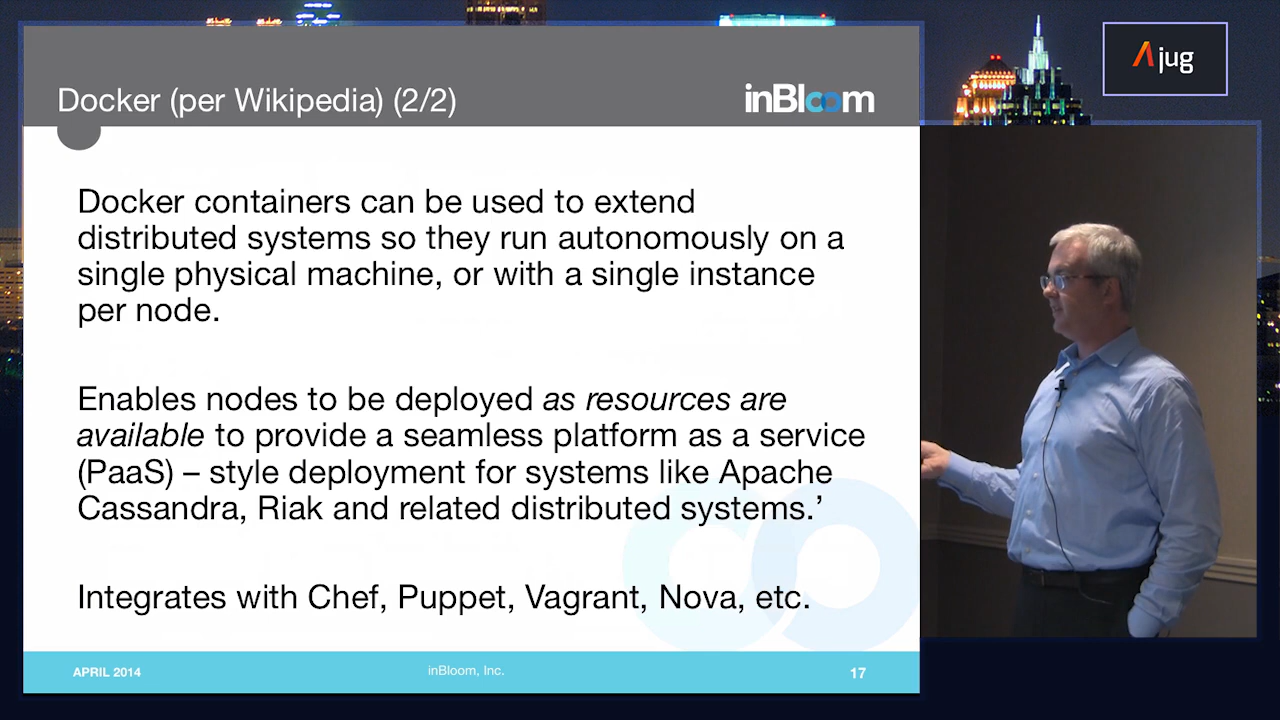 Docker (per Wikipedia) (2/2)
inBloom
Ajug
Docker containers can be used to extend
distributed systems so they run autonomously on a
single physical machine, or with a single instance
per node.
Enables nodes to be deployed as resources are
available to provide a seamless platform as a service
(PaaS) – style deployment for systems like Apache
Cassandra, Riak and related distributed systems.’
Integrates with Chef, Puppet, Vagrant, Nova, etc.
APRIL 2014
inBloom, Inc.
17